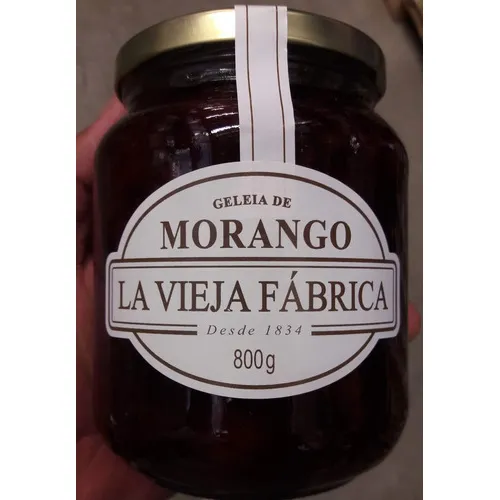 GELEIA DE
MORANGO
LA VIEJA FÁBRICA
Desde 1834
800g